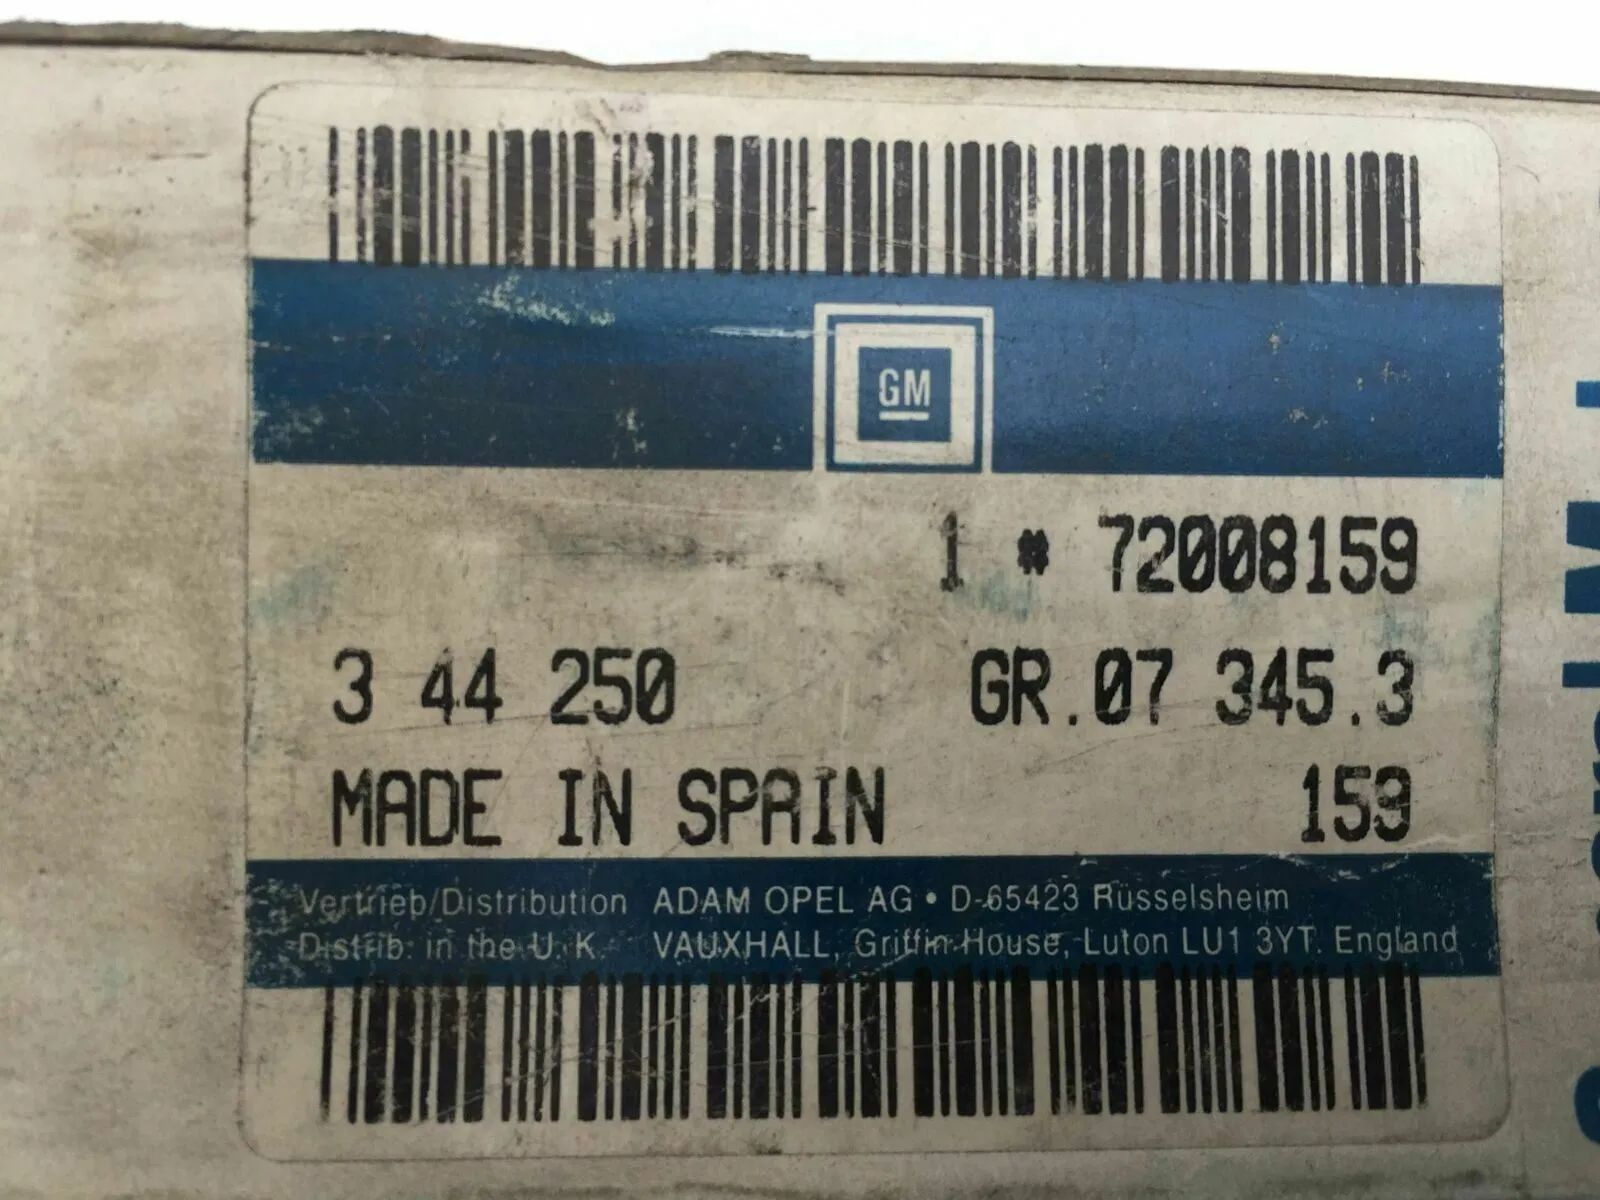 GM
1 # 72008159
3 44 250 GR.07 345.3
MADE IN SPAIN 159
Vertrieb/Distribution ADAM OPEL AG • D-65423 Rüsselsheim
Distrib. in the U.K. VAUXHALL, Griffin House, Luton LU1 3YT. England